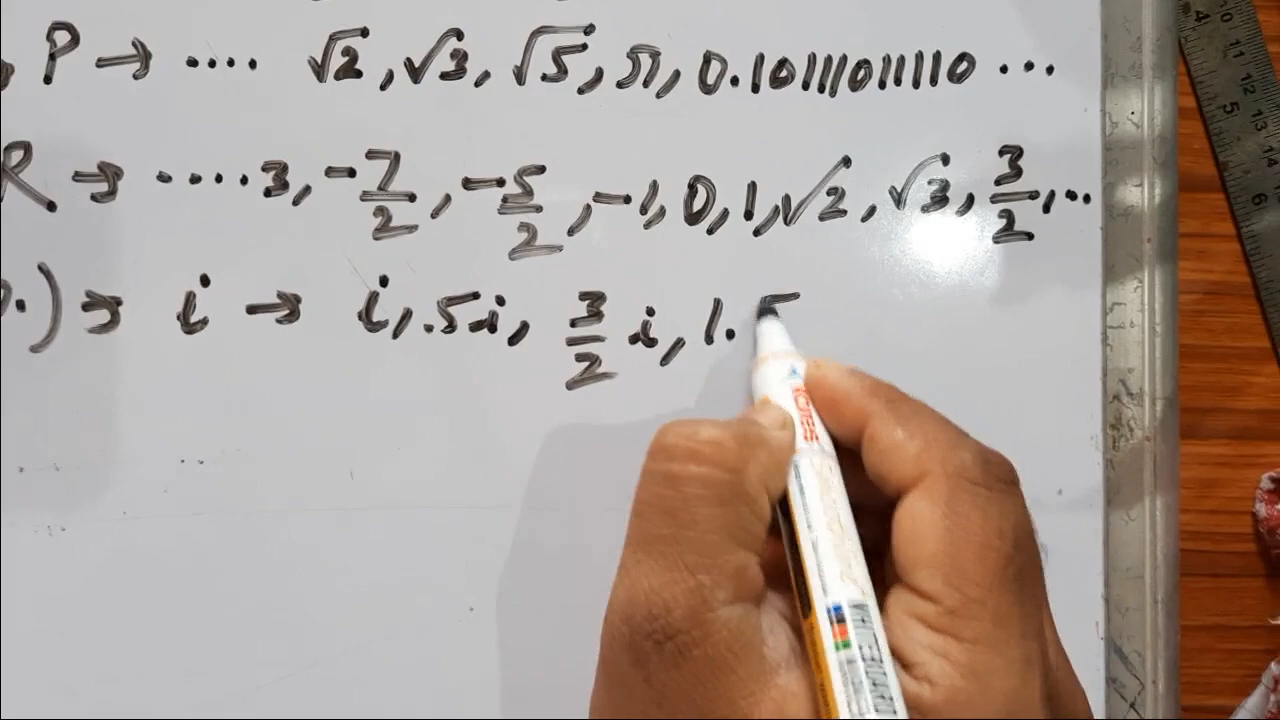 , P → .... √2, √3, √5, π, 0.10111101111110 ...
R → ....3, -7/2, -5/2, -1, 0, 1, √2, √3, 3/2, ..
.) → i → i, .5i, 3/2 i, 1.5